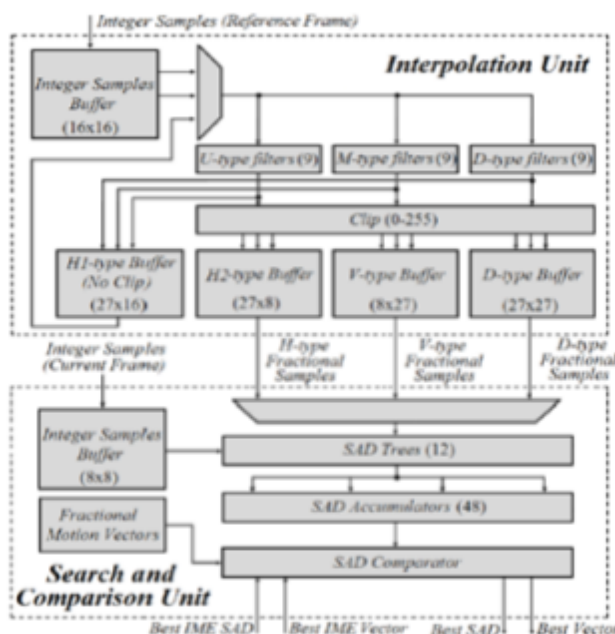 Integer Samples (Reference Frame)
Interpolation Unit
Integer Samples
Buffer
(16x16)
U-type filters (9)
M-type filters (9)
D-type filters (9)
Clip (0-255)
H1-type Buffer
(No Clip)
(27x16)
H2-type Buffer
(27x8)
V-type Buffer
(8x27)
D-type Buffer
(27x27)
Integer Samples
(Current Frame)
H-type
Fractional
Samples
V-type
Fractional
Samples
D-type
Fractional
Samples
Integer Samples
Buffer
(8x8)
SAD Trees (12)
SAD Accumulators (48)
Fractional
Motion Vectors
SAD Comparator
Search and
Comparison Unit
Best IME SAD
Best IME Vector
Best SAD
Best Vector